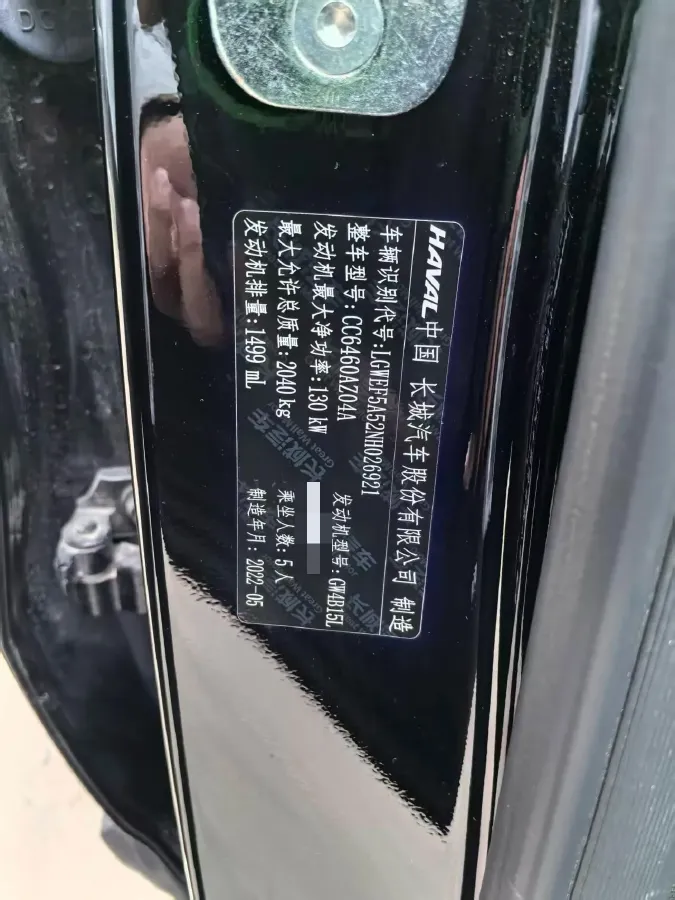 HAVAL 中国 长城汽车股份有限公司 制造
车辆识别代号:LGWEF5A52NH026921
整车型号:CC6460AZ04A 发动机型号:GW4B15L
发动机最大净功率:130 kW
最大允许总质量:2040 kg 乘坐人数:5人
发动机排量:1499 mL 制造年月:2022-05
DC